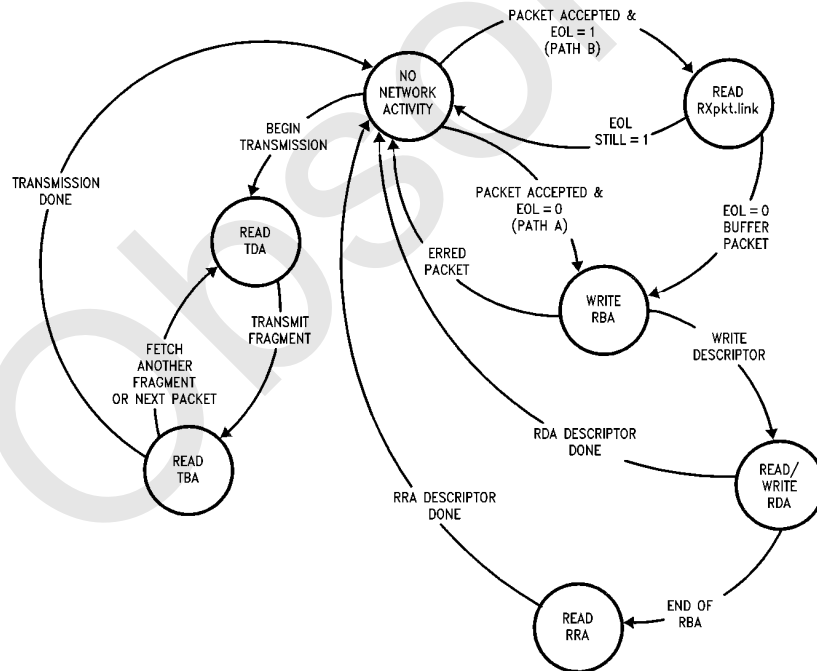 PACKET ACCEPTED &
EOL = 1
(PATH B)
NO
NETWORK
ACTIVITY
READ
RXpkt.link
EOL
STILL = 1
BEGIN
TRANSMISSION
TRANSMISSION
DONE
PACKET ACCEPTED &
EOL = 0
(PATH A)
EOL = 0
BUFFER
PACKET
READ
TDA
ERRED
PACKET
WRITE
RBA
TRANSMIT
FRAGMENT
WRITE
DESCRIPTOR
FETCH
ANOTHER
FRAGMENT
OR NEXT PACKET
RDA DESCRIPTOR
DONE
READ
TBA
READ/
WRITE
RDA
RRA DESCRIPTOR
DONE
READ
RRA
END OF
RBA
Obso